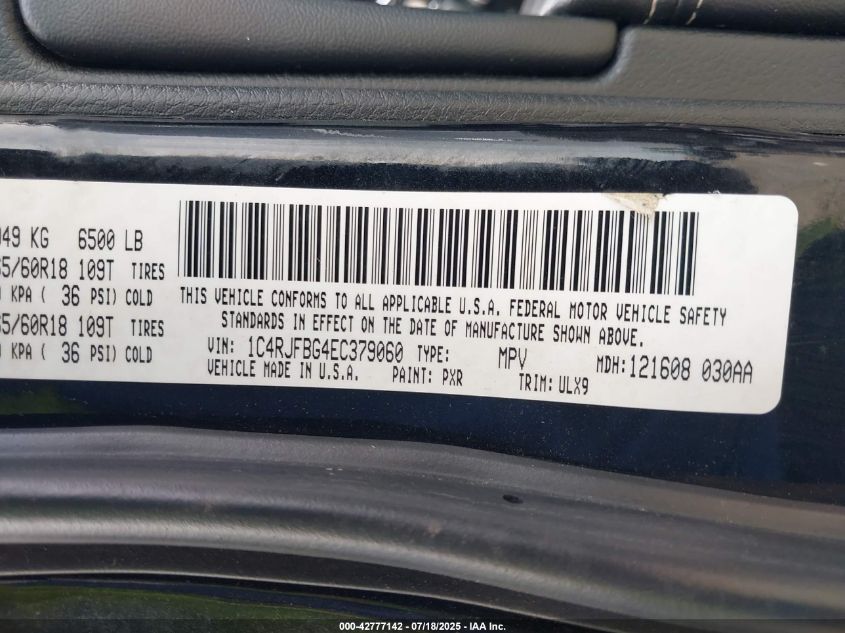 049 KG 6500 LB
5/60R18 109T TIRES
KPA ( 36 PSI) COLD
5/60R18 109T TIRES
KPA ( 36 PSI) COLD
THIS VEHICLE CONFORMS TO ALL APPLICABLE U.S.A. FEDERAL MOTOR VEHICLE SAFETY
STANDARDS IN EFFECT ON THE DATE OF MANUFACTURE SHOWN ABOVE.
VIN: 1C4RJFBG4EC379060 TYPE: MPV MDH: 121608 030AA
VEHICLE MADE IN U.S.A. PAINT: PXR TRIM: ULX9
000-42777142 - 07/18/2025 - IAA Inc.